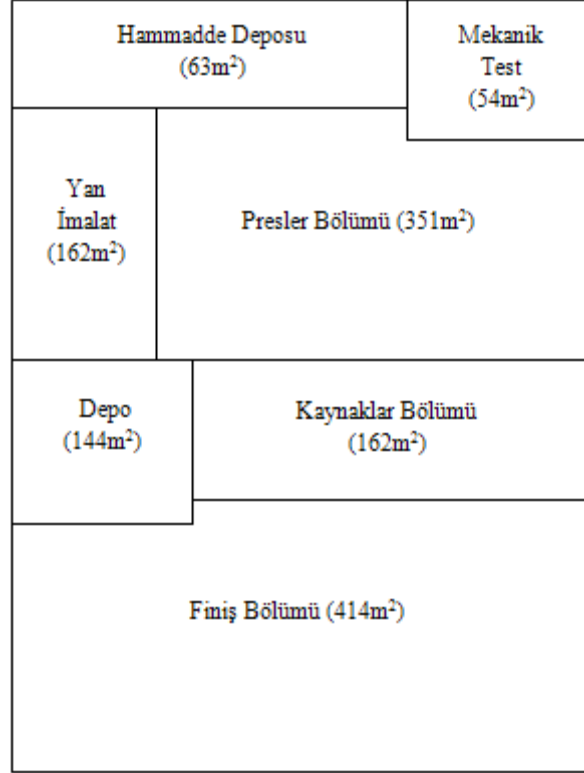 Hammadde Deposu
(63m²)
Mekanik
Test
(54m²)
Yan
İmalat
(162m²)
Presler Bölümü (351m²)
Depo
(144m²)
Kaynaklar Bölümü
(162m²)
Finiş Bölümü (414m²)